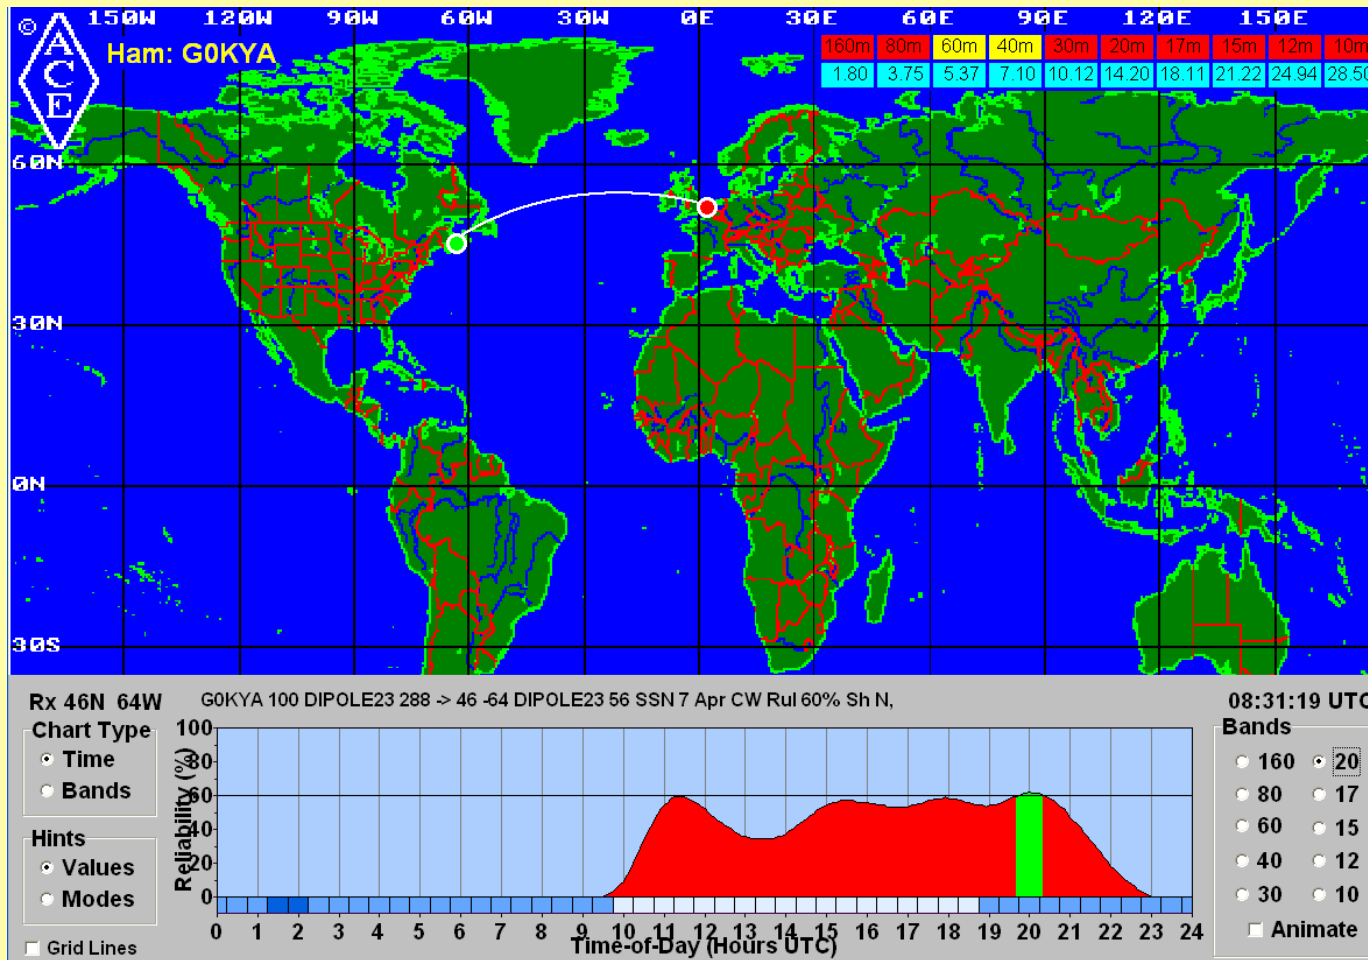 150W 120W 90W 60W 30W 0E 30E 60E 90E 120E 150E
© ACE
Ham: G0KYA
160m 80m 60m 40m 30m 20m 17m 15m 12m 10m
1.80 3.75 5.37 7.10 10.12 14.20 18.11 21.22 24.94 28.50
60N
30N
0N
30S
Rx 46N 64W
G0KYA 100 DIPOLE23 288 -> 46 -64 DIPOLE23 56 SSN 7 Apr CW Rul 60% Sh N,
08:31:19 UTC
Chart Type
Time
Bands
Hints
Values
Modes
Grid Lines
Reliability (%)
100
80
60
40
20
0
0 1 2 3 4 5 6 7 8 9 10 11 12 13 14 15 16 17 18 19 20 21 22 23 24
Time-of-Day (Hours UTC)
Bands
160 20
80 17
60 15
40 12
30 10
Animate